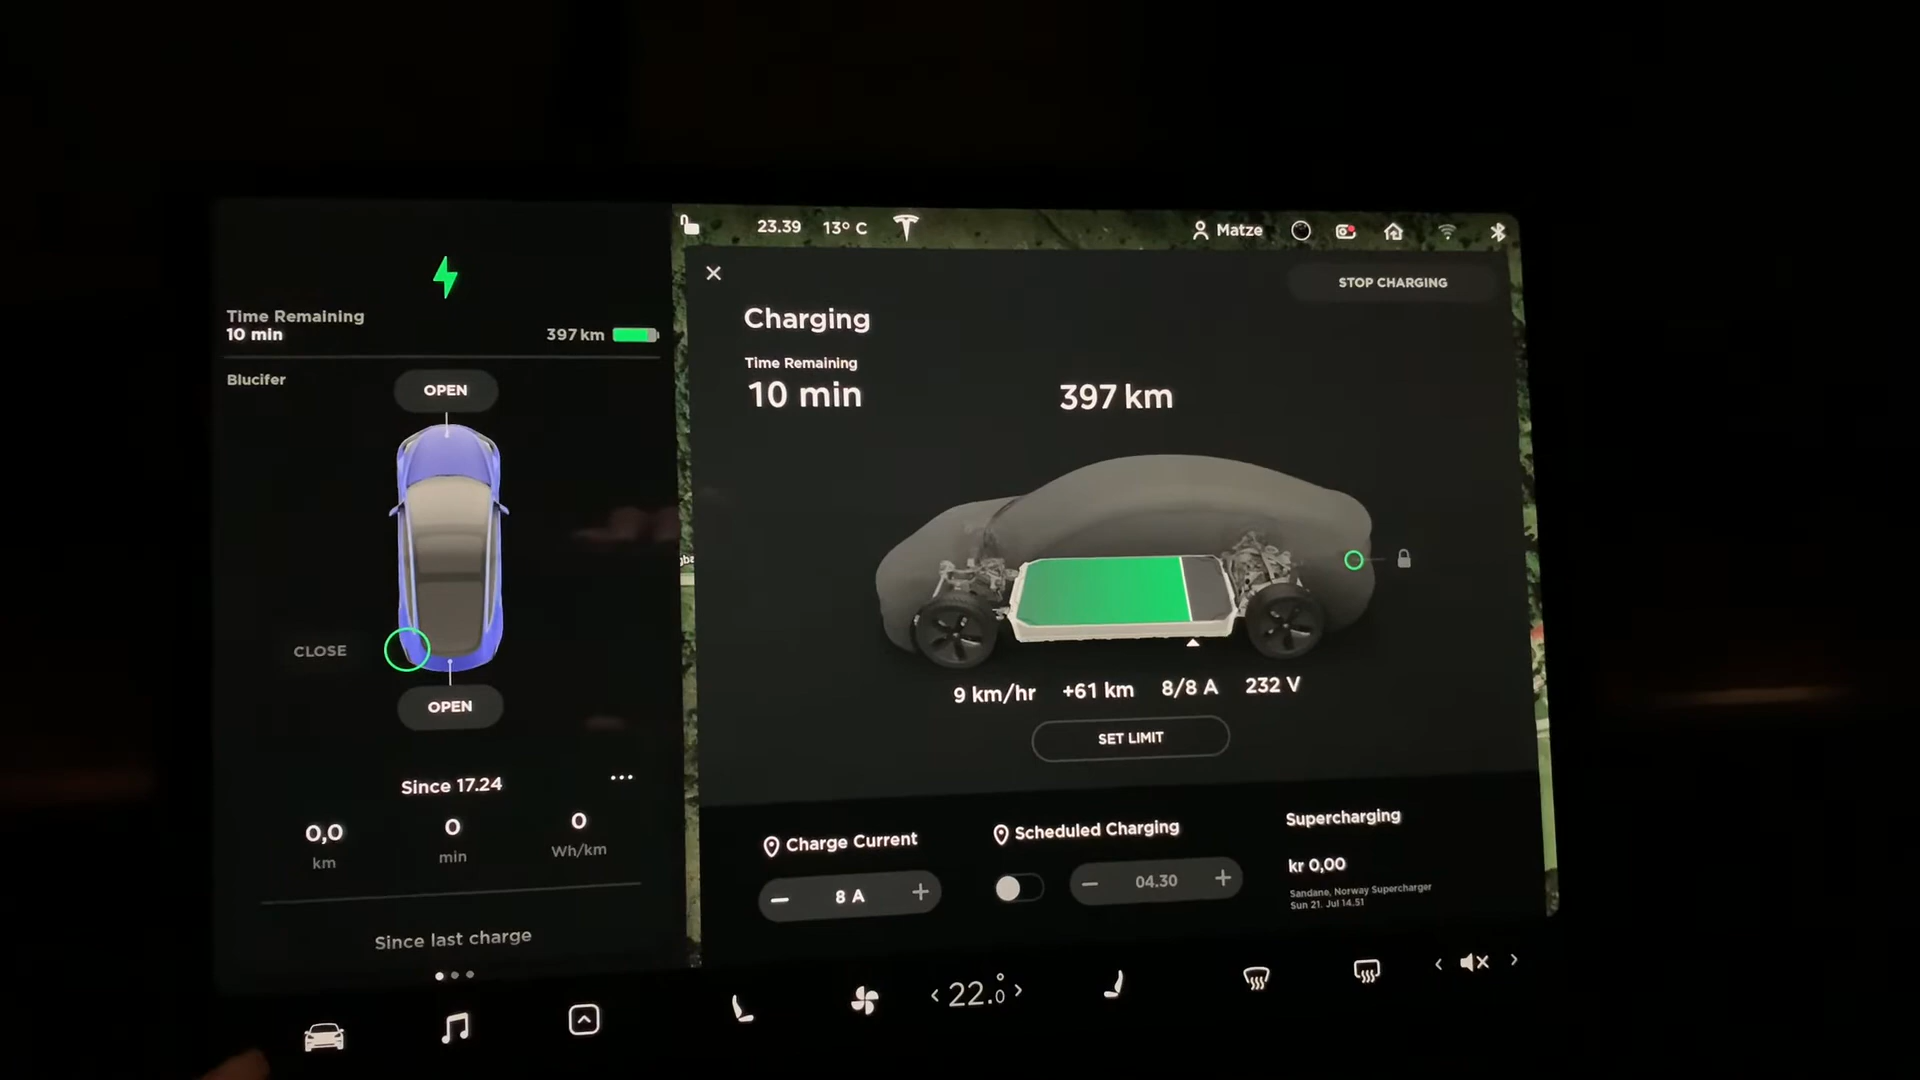 Time Remaining
10 min
397 km
Blucifer
OPEN
CLOSE
OPEN
Since 17.24
0,0
km
0
min
0
Wh/km
Since last charge
23.39
13° C
Matze
STOP CHARGING
Charging
Time Remaining
10 min
397 km
9 km/hr
+61 km
8/8 A
232 V
SET LIMIT
Charge Current
8 A
Scheduled Charging
04.30
Supercharging
kr 0,00
Sandane, Norway Supercharger
Sun 21. Jul 14.51
22.0°